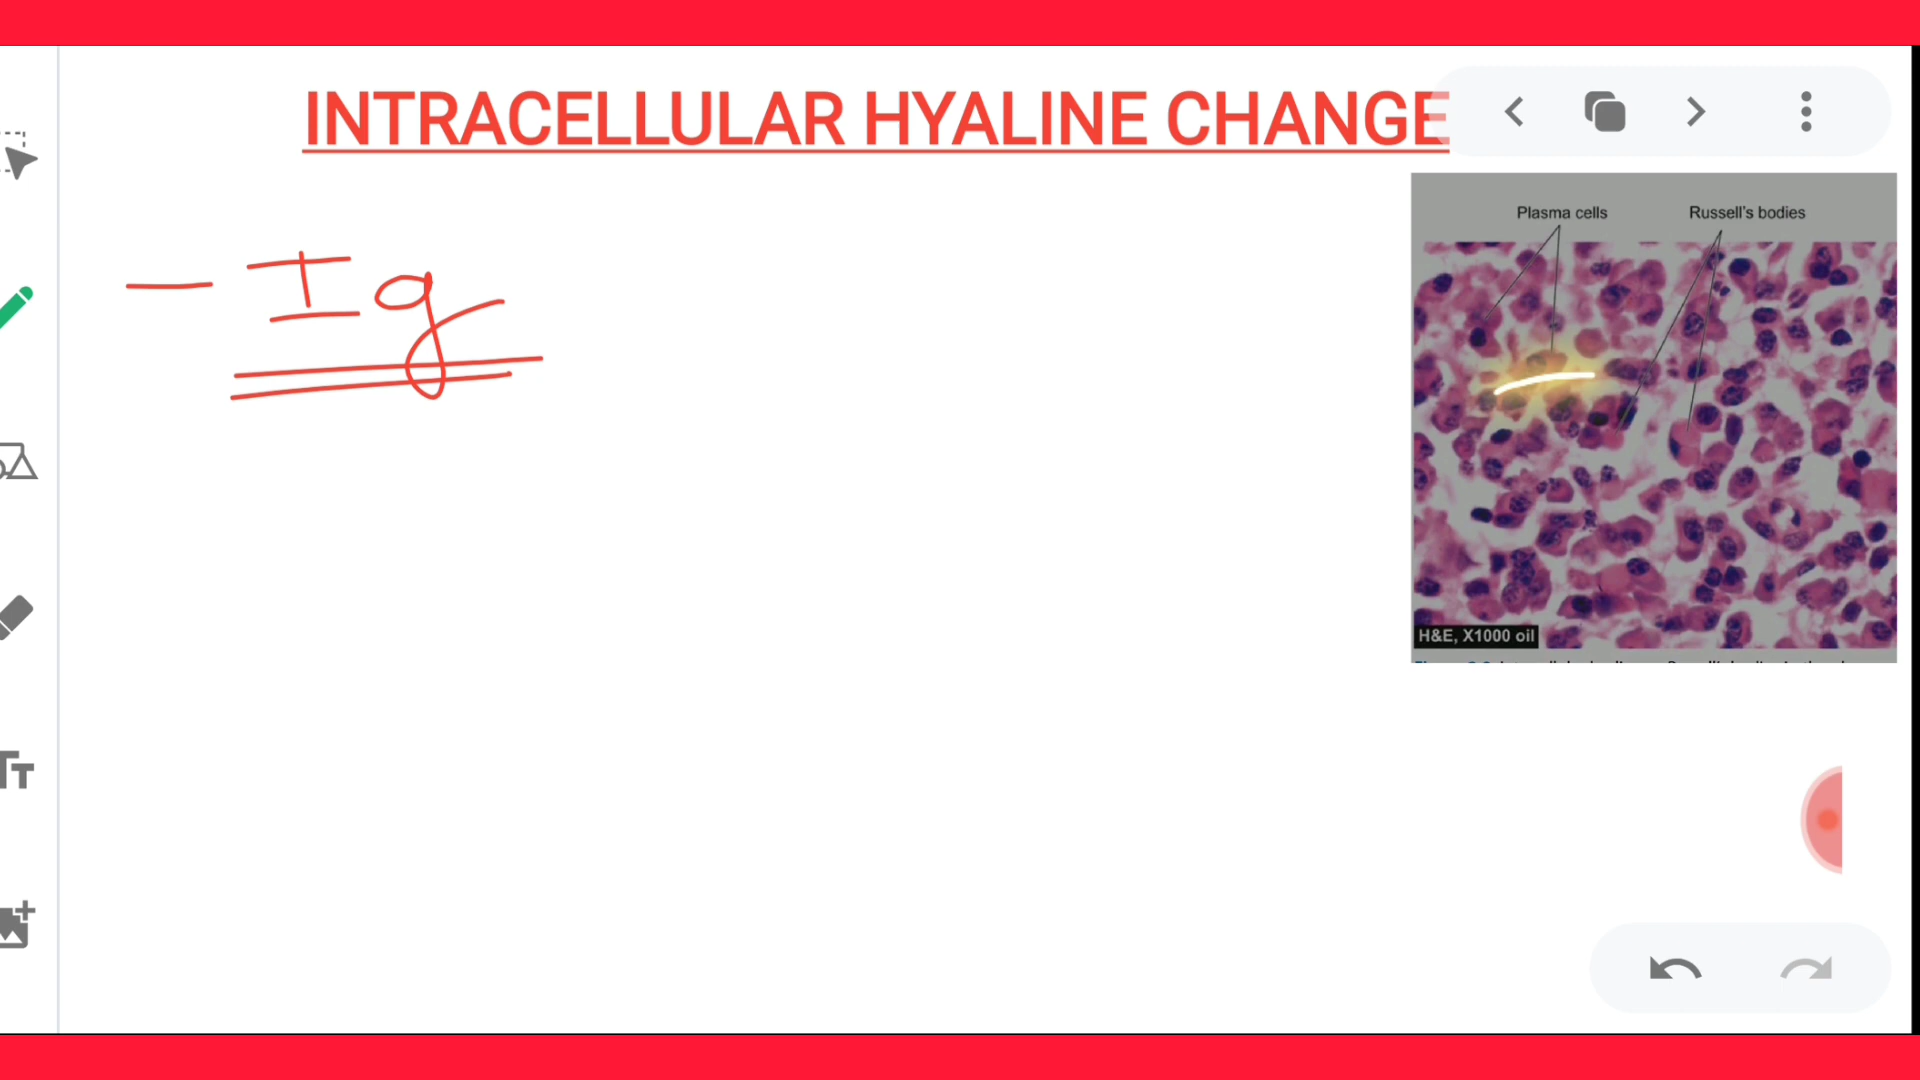 INTRACELLULAR HYALINE CHANGE
- Ig
Plasma cells Russell's bodies
H&E, X1000 oil